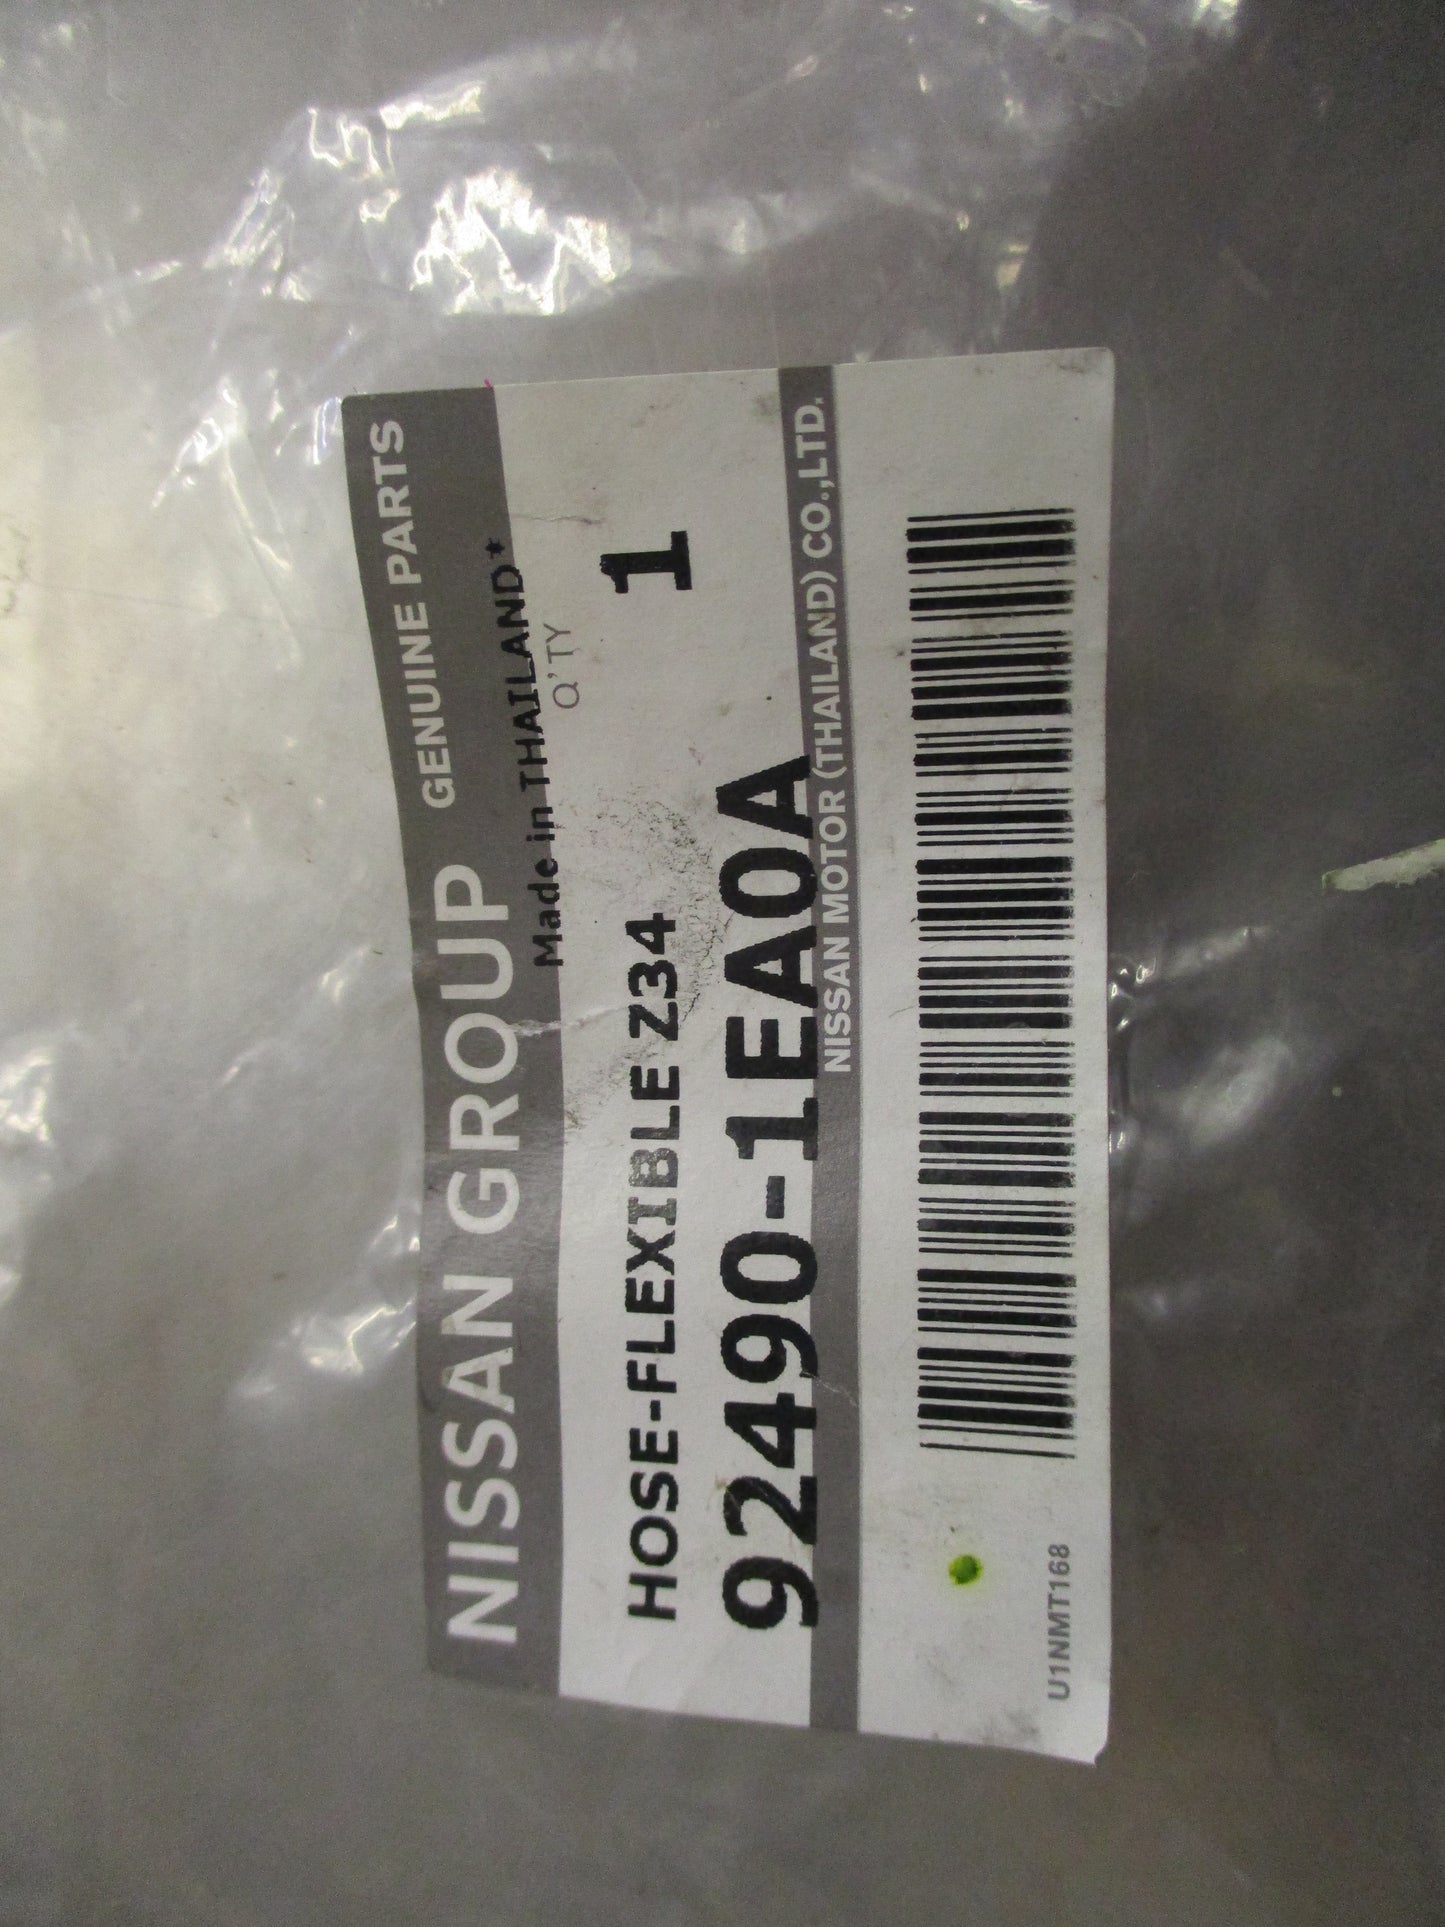 NISSAN GROUP GENUINE PARTS
Made in THAILAND*
Q'TY
HOSE-FLEXIBLE Z34 1
92490-1EA0A
NISSAN MOTOR (THAILAND) CO.,LTD.
U1NMT168